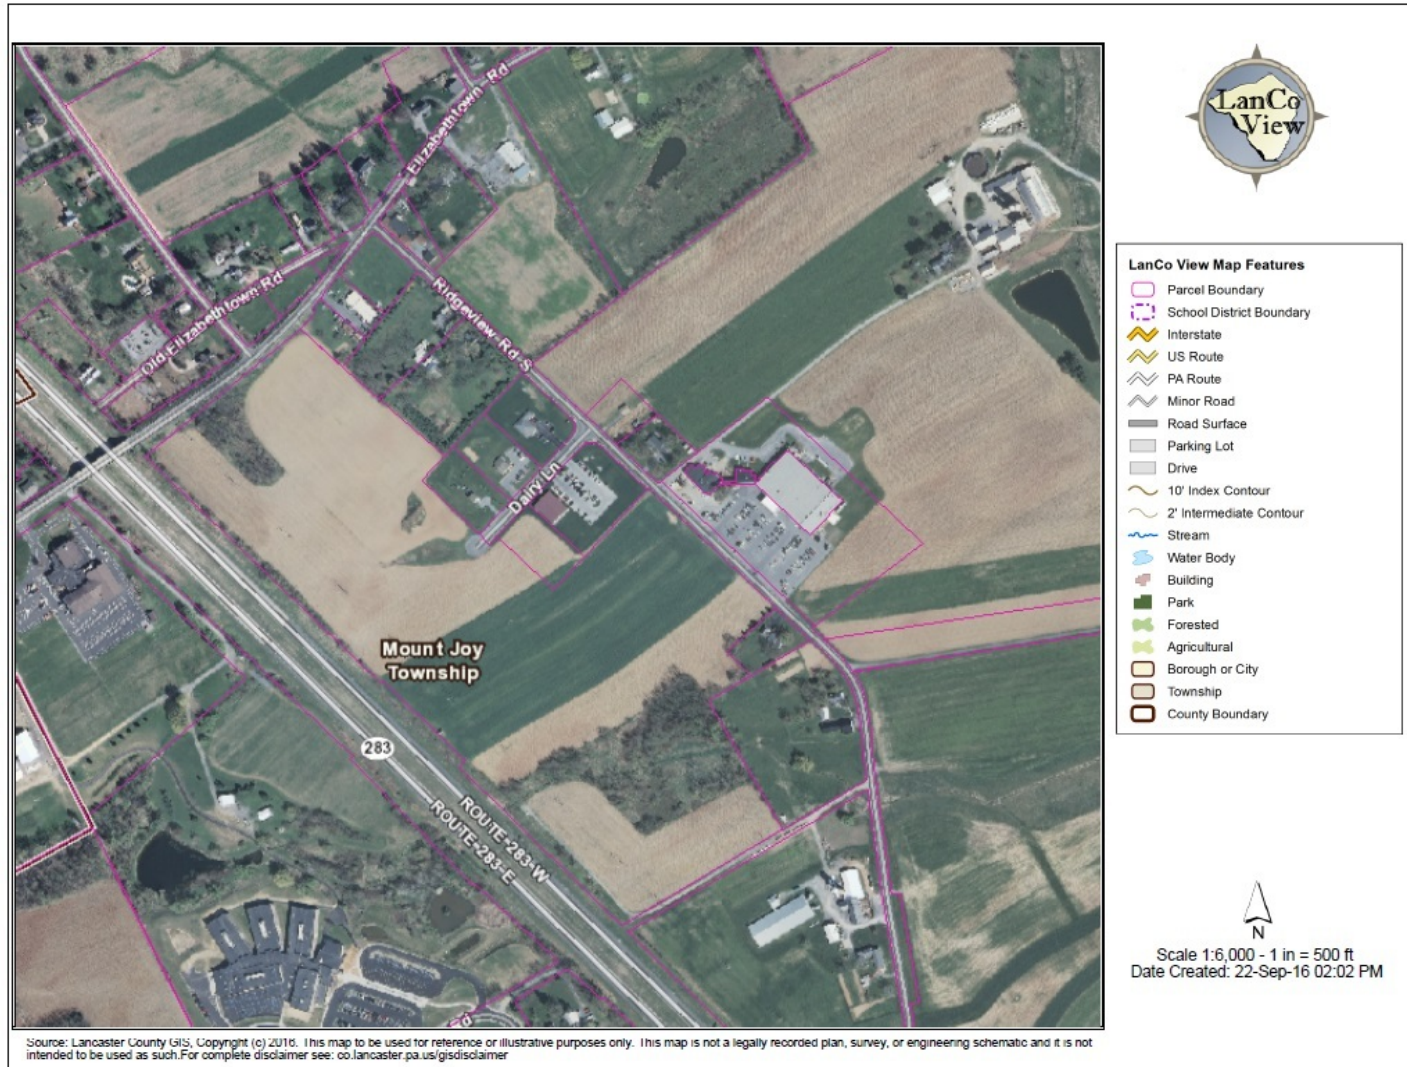 Elizabethtown Rd
Old Elizabethtown Rd
Ridgeview Rd S
Dairy Ln
Mount Joy
Township
283
ROUTE-283-W
ROUTE-283-E
Rd
LanCo
View
LanCo View Map Features
Parcel Boundary
School District Boundary
Interstate
US Route
PA Route
Minor Road
Road Surface
Parking Lot
Drive
10' Index Contour
2' Intermediate Contour
Stream
Water Body
Building
Park
Forested
Agricultural
Borough or City
Township
County Boundary
N
Scale 1:6,000 - 1 in = 500 ft
Date Created: 22-Sep-16 02:02 PM
Source: Lancaster County GIS, Copyright (c) 2016. This map to be used for reference or illustrative purposes only. This map is not a legally recorded plan, survey, or engineering schematic and it is not
intended to be used as such.For complete disclaimer see: co.lancaster.pa.us/gisdisclaimer